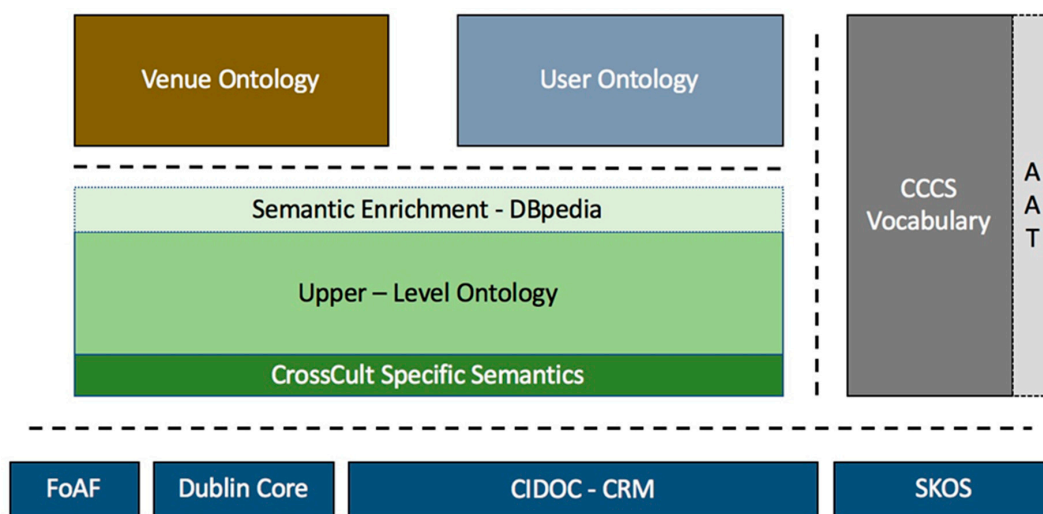 Venue Ontology
User Ontology
Semantic Enrichment - DBpedia
Upper – Level Ontology
CrossCult Specific Semantics
CCCS
Vocabulary
A
A
T
FoAF
Dublin Core
CIDOC - CRM
SKOS